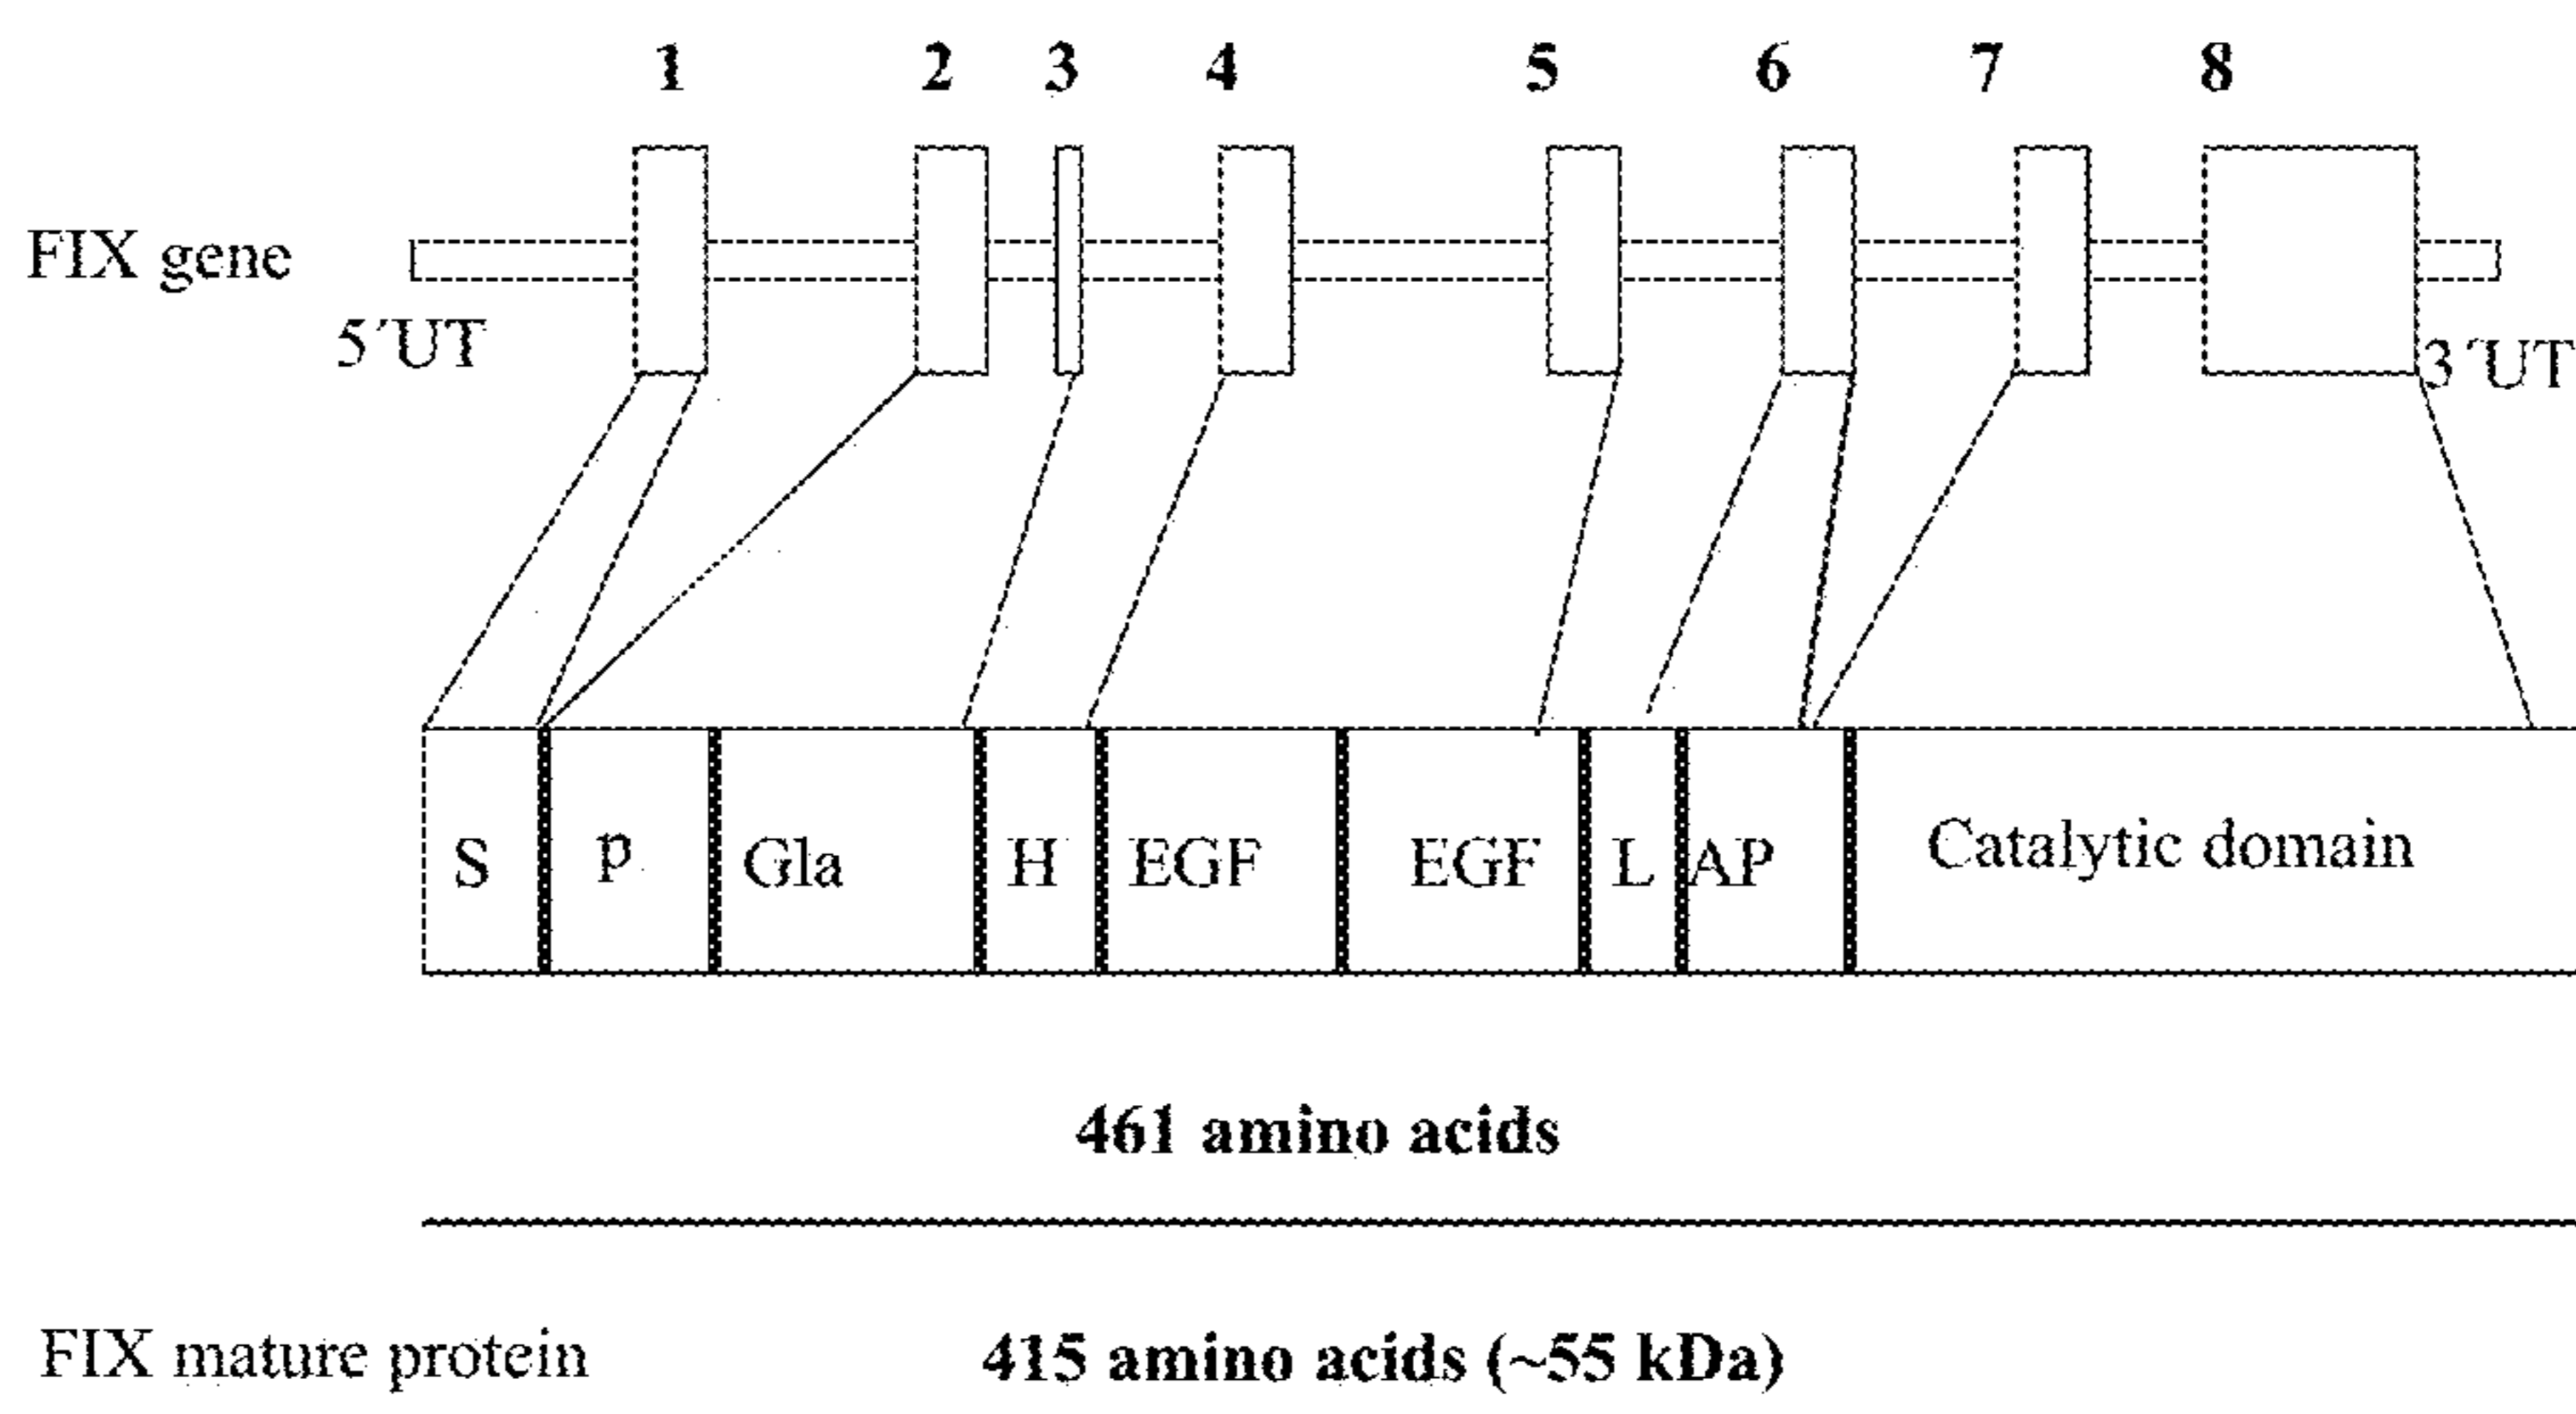 1 2 3 4 5 6 7 8
FIX gene
5´UT
3´UT
S p Gla H EGF EGF L AP Catalytic domain
461 amino acids
FIX mature protein 415 amino acids (~55 kDa)